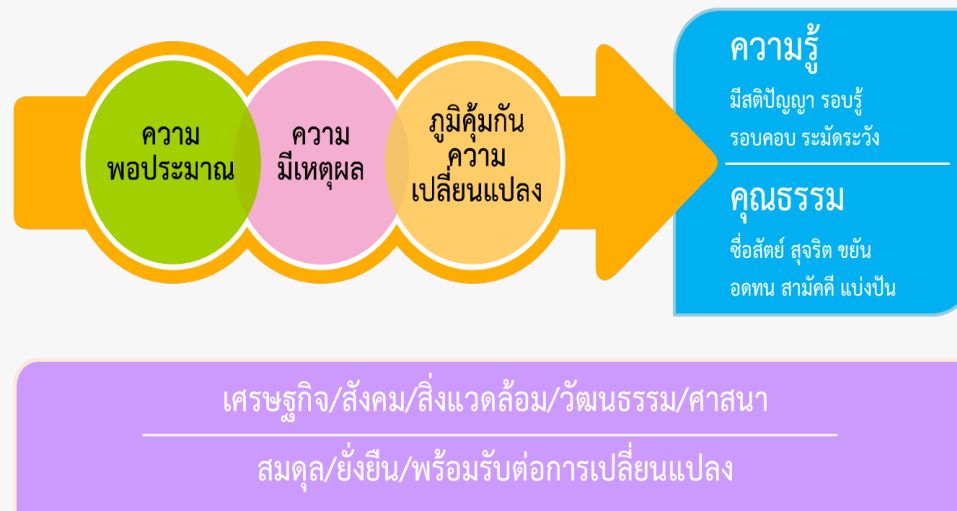 ความ
พอประมาณ
ความ
มีเหตุผล
ภูมิคุ้มกัน
ความ
เปลี่ยนแปลง
ความรู้
มีสติปัญญา รอบรู้
รอบคอบ ระมัดระวัง
คุณธรรม
ซื่อสัตย์ สุจริต ขยัน
อดทน สามัคคี แบ่งปัน
เศรษฐกิจ/สังคม/สิ่งแวดล้อม/วัฒนธรรม/ศาสนา
สมดุล/ยั่งยืน/พร้อมรับต่อการเปลี่ยนแปลง